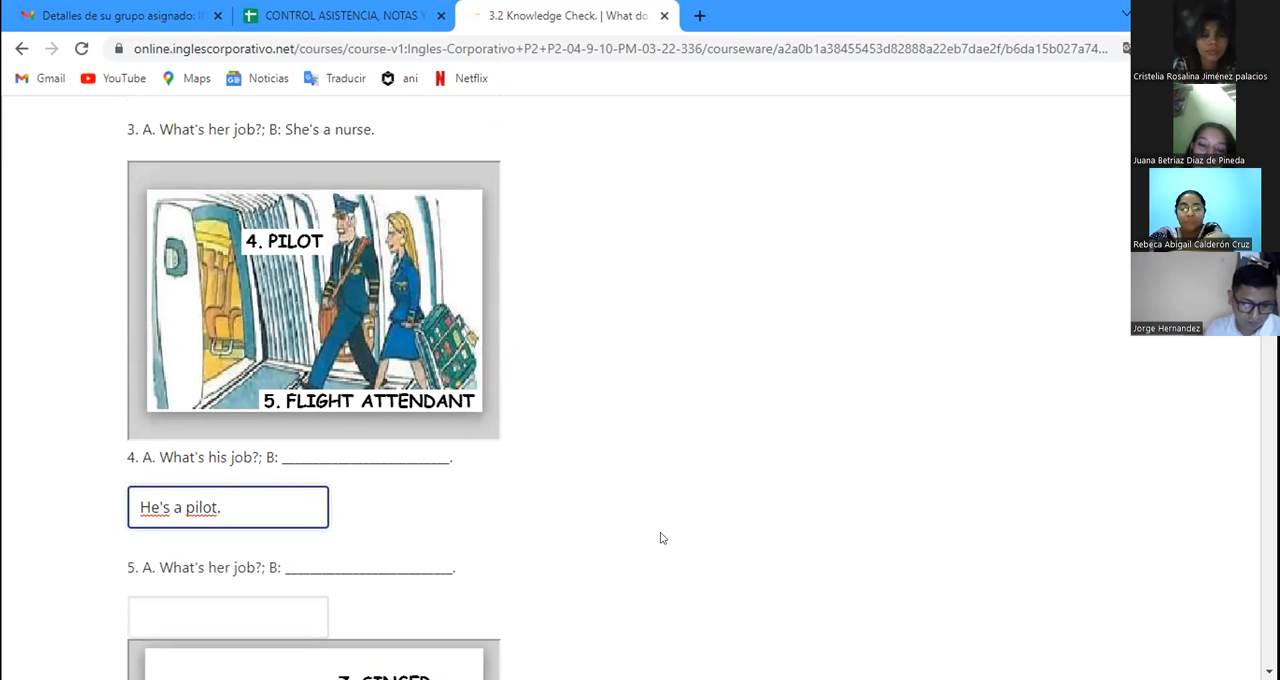 Detalles de su grupo asignado: I
CONTROL ASISTENCIA, NOTAS Y
3.2 Knowledge Check. | What do
online.inglescorporativo.net/courses/course-v1:Ingles-Corporativo+P2+P2-04-9-10-PM-03-22-336/courseware/a2a0b1a38455453d82888a22eb7dae2f/b6da15b027a74...
Gmail
YouTube
Maps
Noticias
Traducir
ani
Netflix
Cristelia Rosalina Jiménez palacios
Juana Betriaz Diaz de Pineda
Rebeca Abigail Calderón Cruz
Jorge Hernandez
3. A. What's her job?; B: She's a nurse.
4. PILOT
5. FLIGHT ATTENDANT
4. A. What's his job?; B: _________________________.
He's a pilot.
5. A. What's her job?; B: _________________________.
7. SINGER